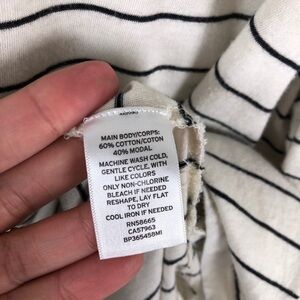 MAIN BODY/CORPS:
60% COTTON/COTON
40% MODAL
MACHINE WASH COLD,
GENTLE CYCLE, WITH
LIKE COLORS
ONLY NON-CHLORINE
BLEACH IF NEEDED
RESHAPE, LAY FLAT
TO DRY
COOL IRON IF NEEDED
RN58665
CA57963
BP365458MI